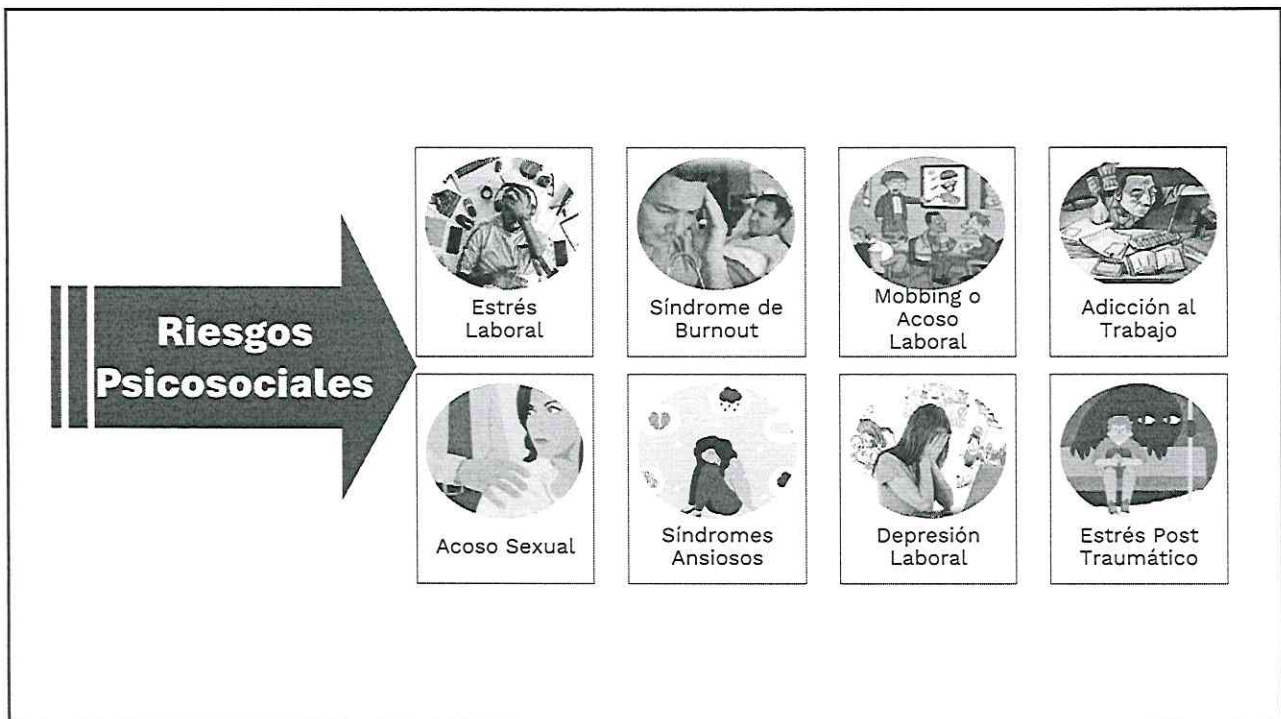 Riesgos
Psicosociales
Estrés
Laboral
Síndrome de
Burnout
Mobbing o
Acoso
Laboral
Adicción al
Trabajo
Acoso Sexual
Síndromes
Ansiosos
Depresión
Laboral
Estrés Post
Traumático